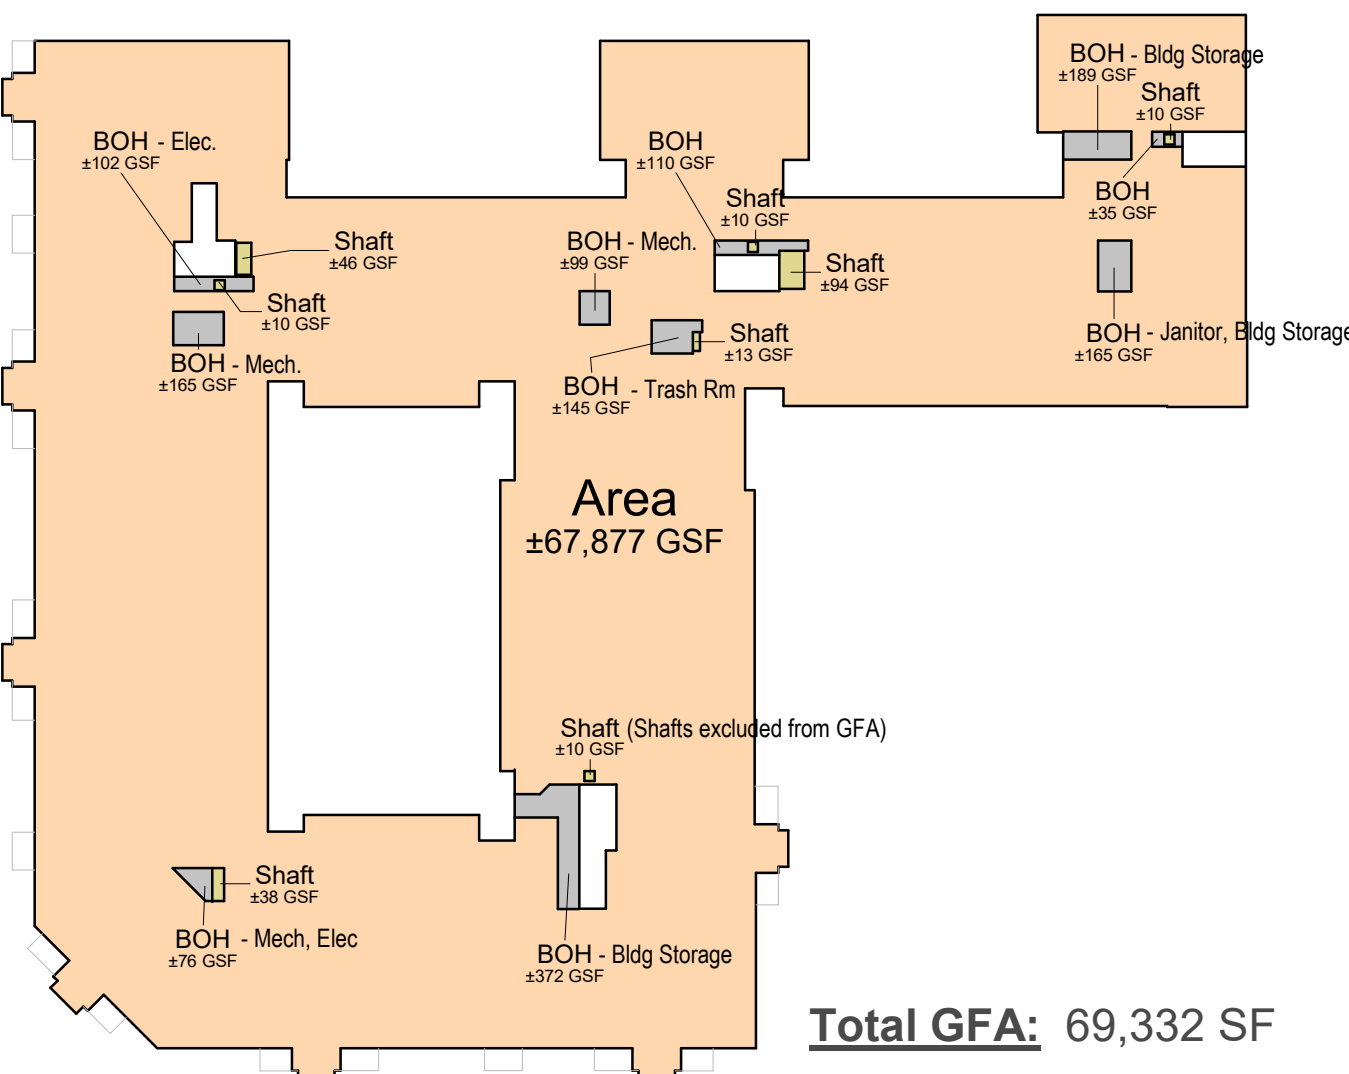 BOH - Bldg Storage
±189 GSF
Shaft
±10 GSF
BOH - Elec.
±102 GSF
BOH
±110 GSF
Shaft
±10 GSF
BOH
±35 GSF
Shaft
±46 GSF
BOH - Mech.
±99 GSF
Shaft
±94 GSF
Shaft
±10 GSF
BOH - Mech.
±165 GSF
Shaft
±13 GSF
BOH - Janitor, Bldg Storage
±165 GSF
BOH - Trash Rm
±145 GSF
Area
±67,877 GSF
Shaft (Shafts excluded from GFA)
±10 GSF
Shaft
±38 GSF
BOH - Mech, Elec
±76 GSF
BOH - Bldg Storage
±372 GSF
Total GFA: 69,332 SF